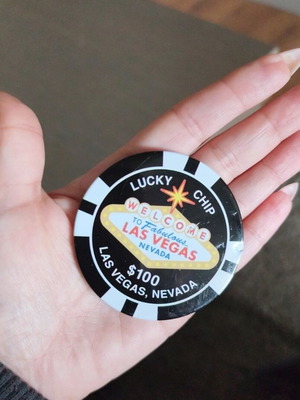 LUCKY CHIP
WELCOME
TO Fabulous
LAS VEGAS
NEVADA
$100
LAS VEGAS, NEVADA